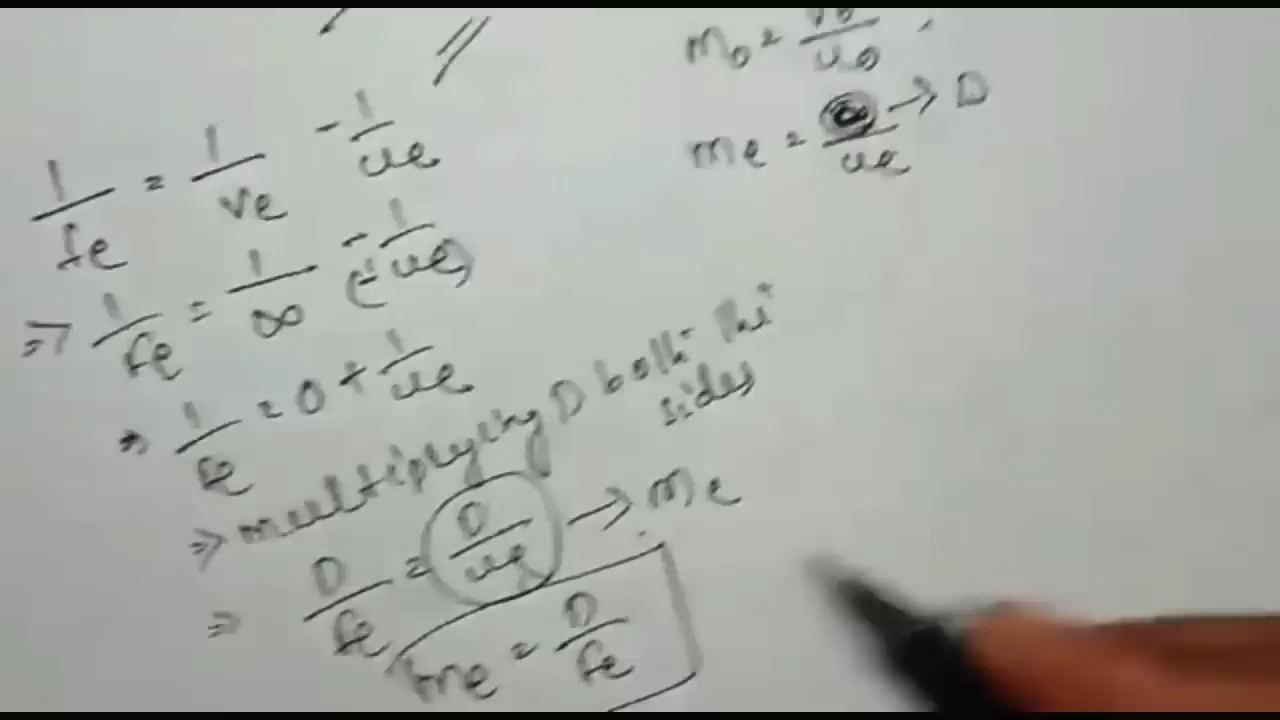 m₀ = v₀/u₀
mₑ = /uₑ → D
1/fₑ = 1/vₑ - 1/uₑ
⇒ 1/fₑ = 1/∞ - 1/(-uₑ)
⇒ 1/fₑ = 0 + 1/uₑ
⇒ multiplying D both the
sides
⇒ D/fₑ = D/uₑ → mₑ
mₑ = D/fₑ